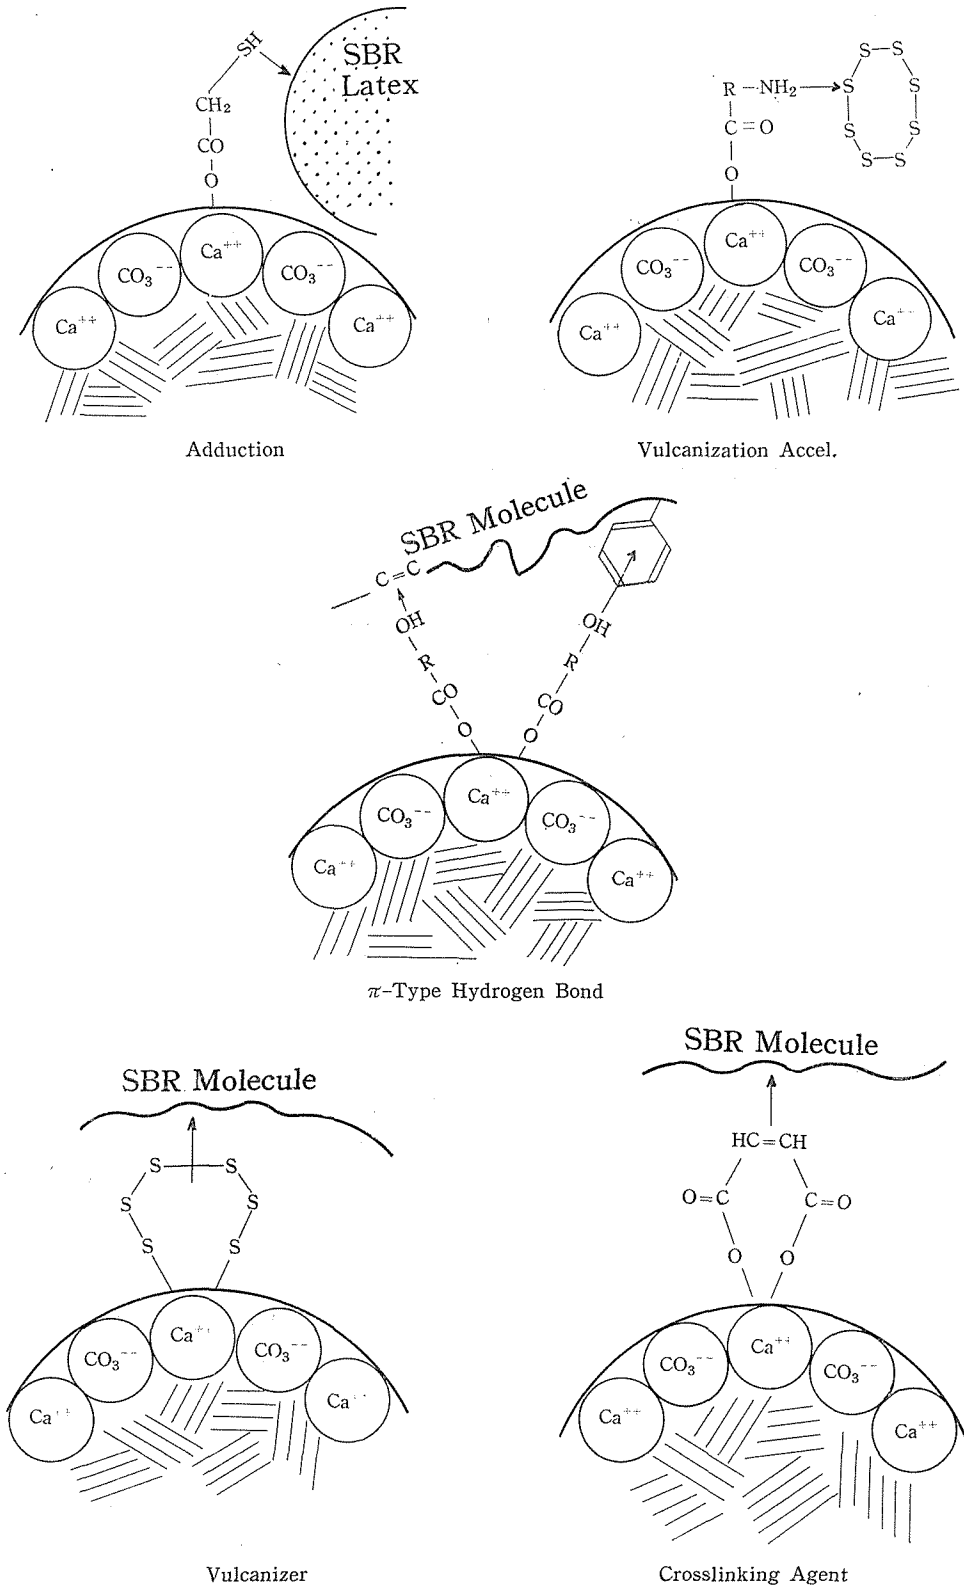 SH
CH₂
CO
O
SBR
Latex
Ca⁺⁺
CO₃⁻⁻
Ca⁺⁺
CO₃⁻⁻
Ca⁺⁺
Adduction
R—NH₂
C=O
O
S—S
S S
S S
S—S
Ca⁺⁺
CO₃⁻⁻
Ca⁺⁺
CO₃⁻⁻
Ca⁺⁺
Vulcanization Accel.
SBR Molecule
C=C
OH
R
CO
O
OH
R
CO
O
Ca⁺⁺
CO₃⁻⁻
Ca⁺⁺
CO₃⁻⁻
Ca⁺⁺
π-Type Hydrogen Bond
SBR Molecule
S—S
S S
S S
Ca⁺⁺
CO₃⁻⁻
Ca⁺⁺
CO₃⁻⁻
Ca⁺⁺
Vulcanizer
SBR Molecule
HC=CH
O=C C=O
O O
Ca⁺⁺
CO₃⁻⁻
Ca⁺⁺
CO₃⁻⁻
Ca⁺⁺
Crosslinking Agent